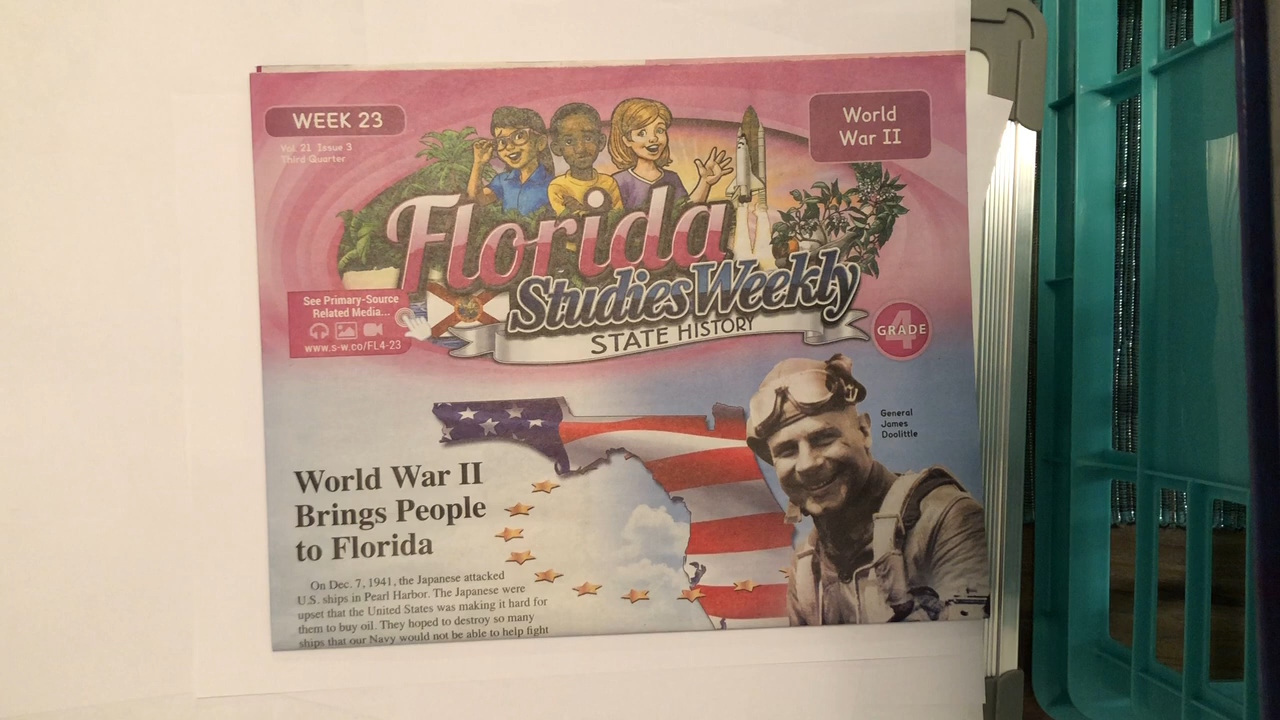 WEEK 23
Vol. 21 Issue 3
Third Quarter
World
War II
Florida
Studies Weekly
STATE HISTORY
See Primary-Source
Related Media...
www.s-w.co/FL4-23
4
GRADE
General
James
Doolittle
World War II
Brings People
to Florida
On Dec. 7, 1941, the Japanese attacked
U.S. ships in Pearl Harbor. The Japanese were
upset that the United States was making it hard for
them to buy oil. They hoped to destroy so many
ships that our Navy would not be able to help fight